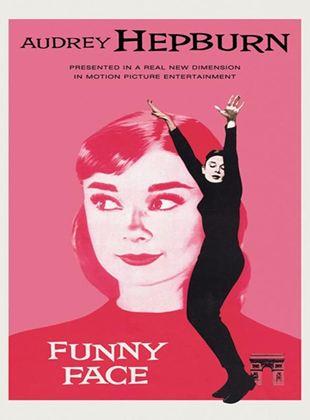 AUDREY HEPBURN
PRESENTED IN A REAL NEW DIMENSION
IN MOTION PICTURE ENTERTAINMENT
FUNNY
FACE